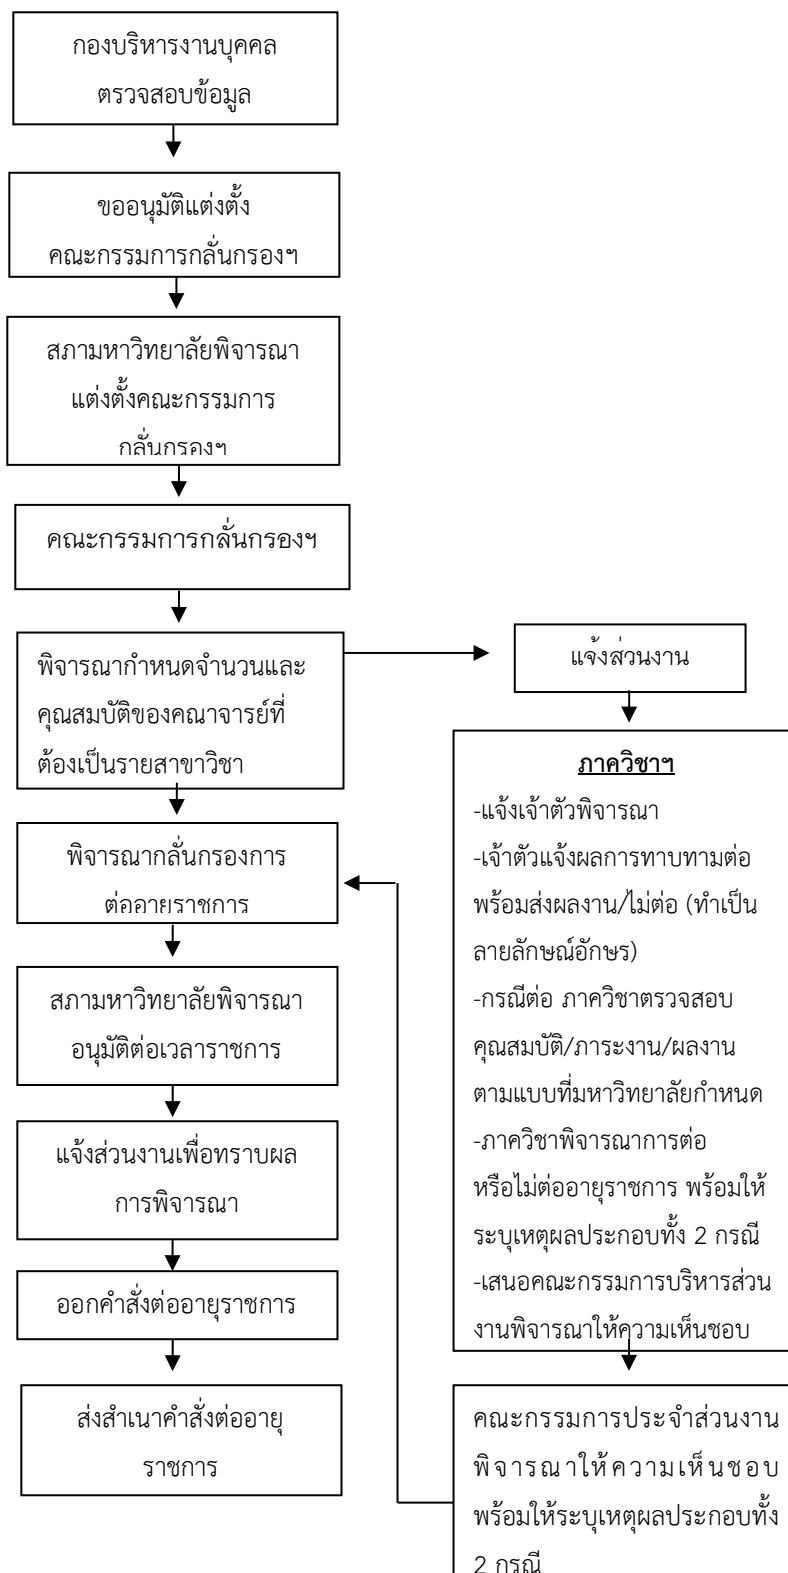 กองบริหารงานบุคคล
ตรวจสอบข้อมูล
ขออนุมัติแต่งตั้ง
คณะกรรมการกลั่นกรองฯ
สภามหาวิทยาลัยพิจารณา
แต่งตั้งคณะกรรมการ
กลั่นกรองฯ
คณะกรรมการกลั่นกรองฯ
พิจารณากำหนดจำนวนและ
คุณสมบัติของคณาจารย์ที่
ต้องเป็นรายสาขาวิชา
แจ้งส่วนงาน
ภาควิชาฯ
-แจ้งเจ้าตัวพิจารณา
-เจ้าตัวแจ้งผลการทาบทามต่อ
พร้อมส่งผลงาน/ไม่ต่อ (ทำเป็น
ลายลักษณ์อักษร)
-กรณีต่อ ภาควิชาตรวจสอบ
คุณสมบัติ/ภาระงาน/ผลงาน
ตามแบบที่มหาวิทยาลัยกำหนด
-ภาควิชาพิจารณาการต่อ
หรือไม่ต่ออายุราชการ พร้อมให้
ระบุเหตุผลประกอบทั้ง 2 กรณี
-เสนอคณะกรรมการบริหารส่วน
งานพิจารณาให้ความเห็นชอบ
คณะกรรมการประจำส่วนงาน
พิจารณาให้ความเห็นชอบ
พร้อมให้ระบุเหตุผลประกอบทั้ง
2 กรณี
พิจารณากลั่นกรองการ
ต่ออายุราชการ
สภามหาวิทยาลัยพิจารณา
อนุมัติต่อเวลาราชการ
แจ้งส่วนงานเพื่อทราบผล
การพิจารณา
ออกคำสั่งต่ออายุราชการ
ส่งสำเนาคำสั่งต่ออายุ
ราชการ